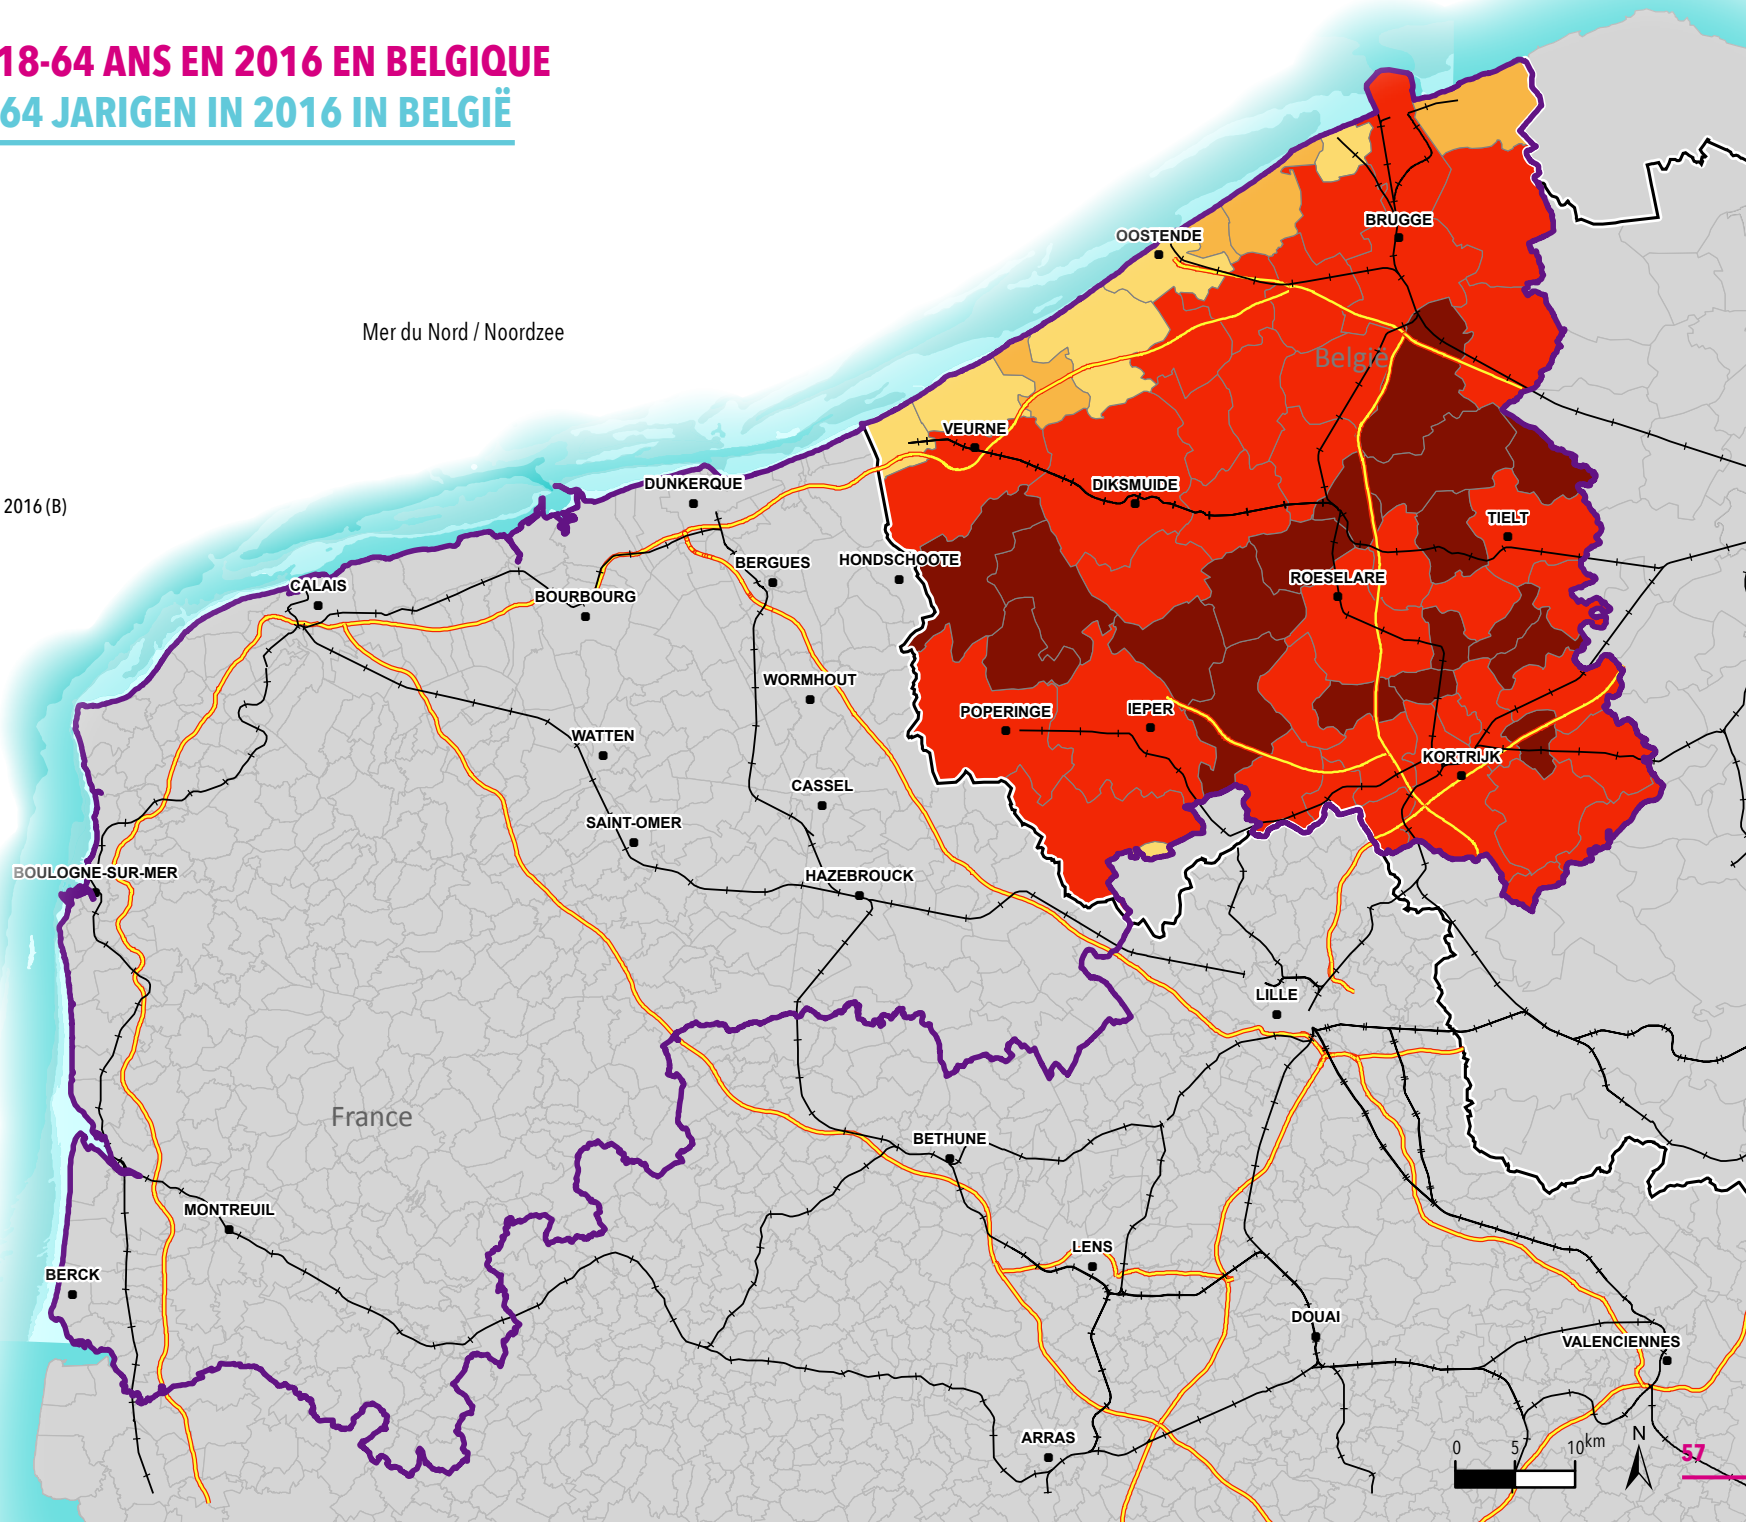 18-64 ANS EN 2016 EN BELGIQUE
64 JARIGEN IN 2016 IN BELGIË
BRUGGE
OOSTENDE
Mer du Nord / Noordzee
België
VEURNE
DUNKERQUE
DIKSMUIDE
2016 (B)
TIELT
BERGUES
HONDSCHOOTE
CALAIS
BOURBOURG
ROESELARE
WORMHOUT
POPERINGE
IEPER
WATTEN
KORTRIJK
CASSEL
SAINT-OMER
BOULOGNE-SUR-MER
HAZEBROUCK
LILLE
France
BETHUNE
MONTREUIL
LENS
BERCK
DOUAI
VALENCIENNES
ARRAS
0 5 10 km
N
57